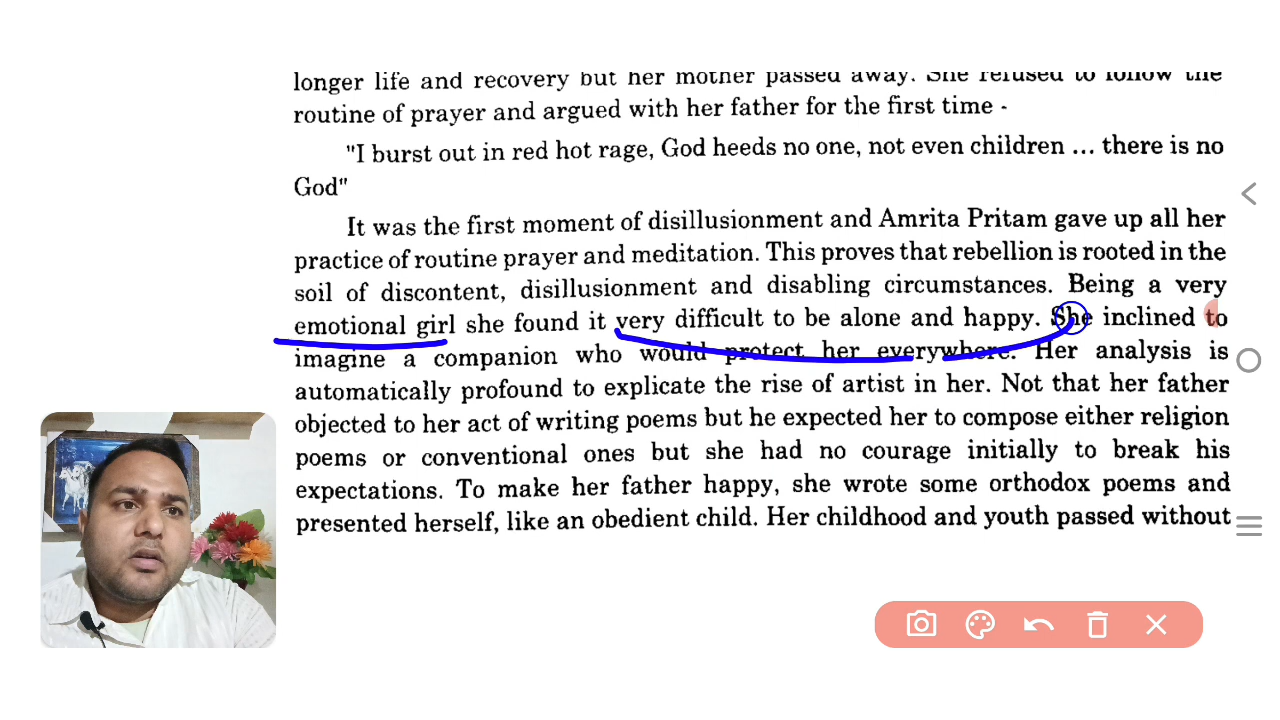 longer life and recovery but her mother passed away. She refused to follow the
routine of prayer and argued with her father for the first time -
"I burst out in red hot rage, God heeds no one, not even children ... there is no
God"
It was the first moment of disillusionment and Amrita Pritam gave up all her
practice of routine prayer and meditation. This proves that rebellion is rooted in the
soil of discontent, disillusionment and disabling circumstances. Being a very
emotional girl she found it very difficult to be alone and happy. She inclined to
imagine a companion who would protect her everywhere. Her analysis is
automatically profound to explicate the rise of artist in her. Not that her father
objected to her act of writing poems but he expected her to compose either religion
poems or conventional ones but she had no courage initially to break his
expectations. To make her father happy, she wrote some orthodox poems and
presented herself, like an obedient child. Her childhood and youth passed without